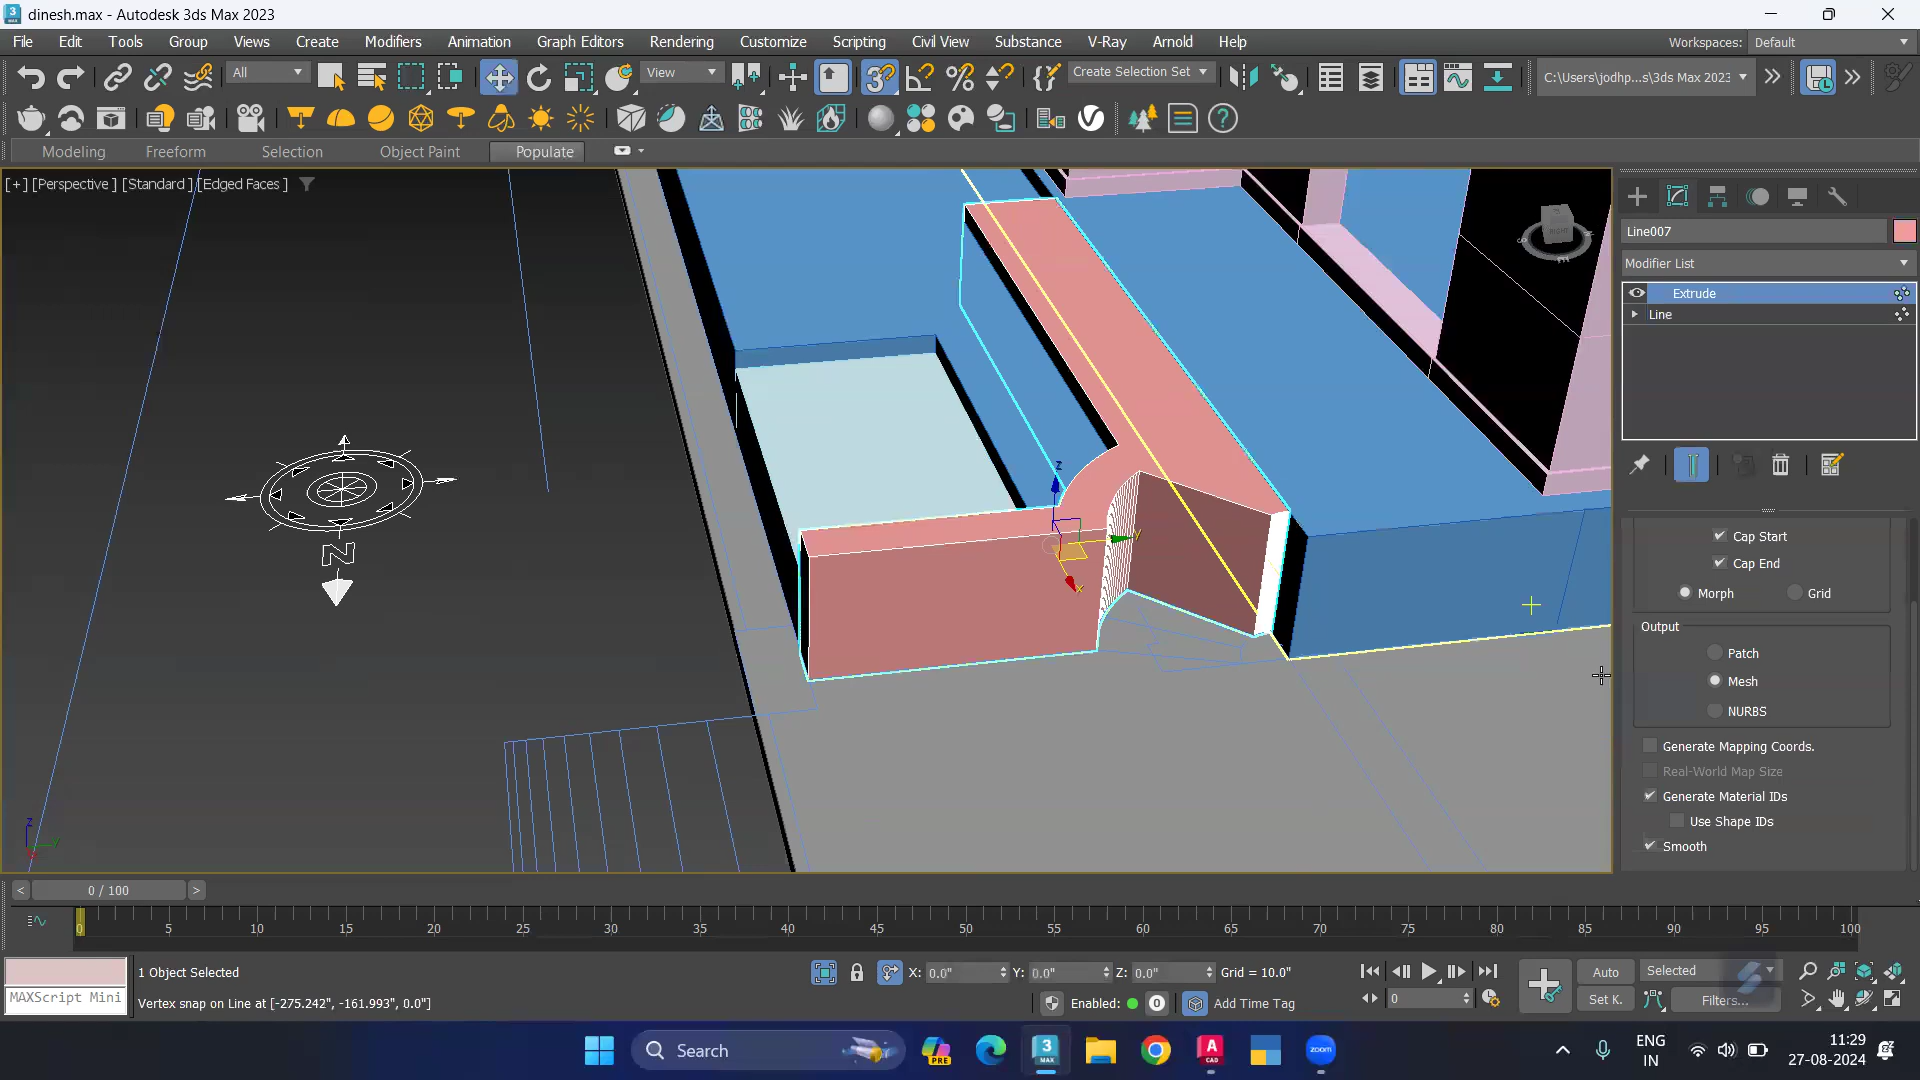 dinesh.max - Autodesk 3ds Max 2023
File Edit Tools Group Views Create Modifiers Animation Graph Editors Rendering Customize Scripting Civil View Substance V-Ray Arnold Help Workspaces: Default
All View Create Selection Set C:\Users\jodhp...s\3ds Max 2023
Modeling Freeform Selection Object Paint Populate
[+] [Perspective ] [Standard ] [Edged Faces ]
Line007
Modifier List
Extrude
Line
z
y
x
Cap Start
Cap End
Morph Grid
Output
Patch
Mesh
NURBS
Generate Mapping Coords.
Real-World Map Size
Generate Material IDs
Use Shape IDs
Smooth
N
z
0 / 100
0 5 10 15 20 25 30 35 40 45 50 55 60 65 70 75 80 85 90 95 100
1 Object Selected X: 0.0" Y: 0.0" Z: 0.0" Grid = 10.0" Auto Selected
MAXScript Mini Vertex snap on Line at [-275.242", -161.993", 0.0"] Enabled: 0 Add Time Tag 0 Set K. Filters...
Search PRE 3 MAX A CAD zoom ENG IN 11:29 27-08-2024